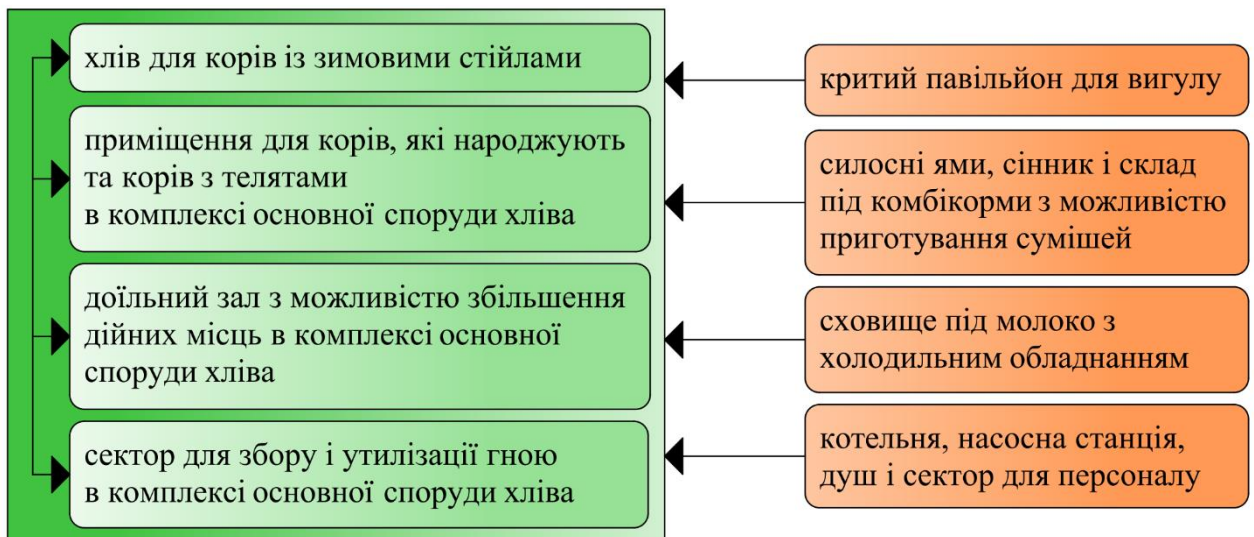 хлів для корів із зимовими стійлами
приміщення для корів, які народжують
та корів з телятами
в комплексі основної споруди хліва
доїльний зал з можливістю збільшення
дійних місць в комплексі основної
споруди хліва
сектор для збору і утилізації гною
в комплексі основної споруди хліва
критий павільйон для вигулу
силосні ями, сінник і склад
під комбікорми з можливістю
приготування сумішей
сховище під молоко з
холодильним обладнанням
котельня, насосна станція,
душ і сектор для персоналу